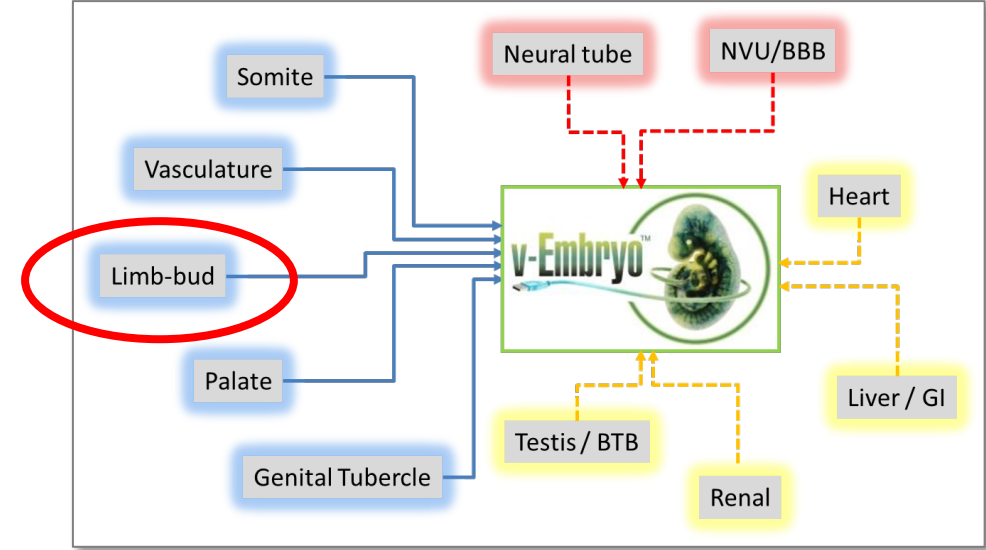 Neural tube
NVU/BBB
Somite
Vasculature
Heart
v-Embryo™
Limb-bud
Palate
Liver / GI
Testis / BTB
Genital Tubercle
Renal